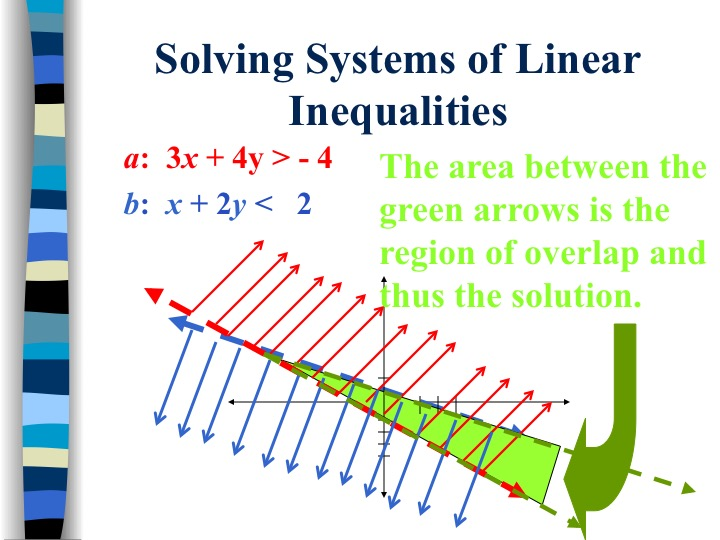 Solving Systems of Linear
Inequalities
a:  3x + 4y > - 4
b:  x + 2y <   2
The area between the
green arrows is the
region of overlap and
thus the solution.